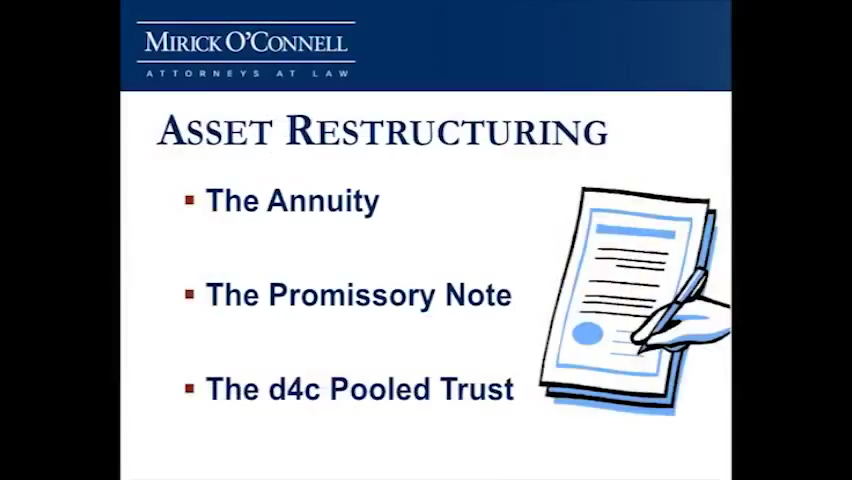 MIRICK O'CONNELL
ATTORNEYS AT LAW
ASSET RESTRUCTURING
▪ The Annuity
▪ The Promissory Note
▪ The d4c Pooled Trust